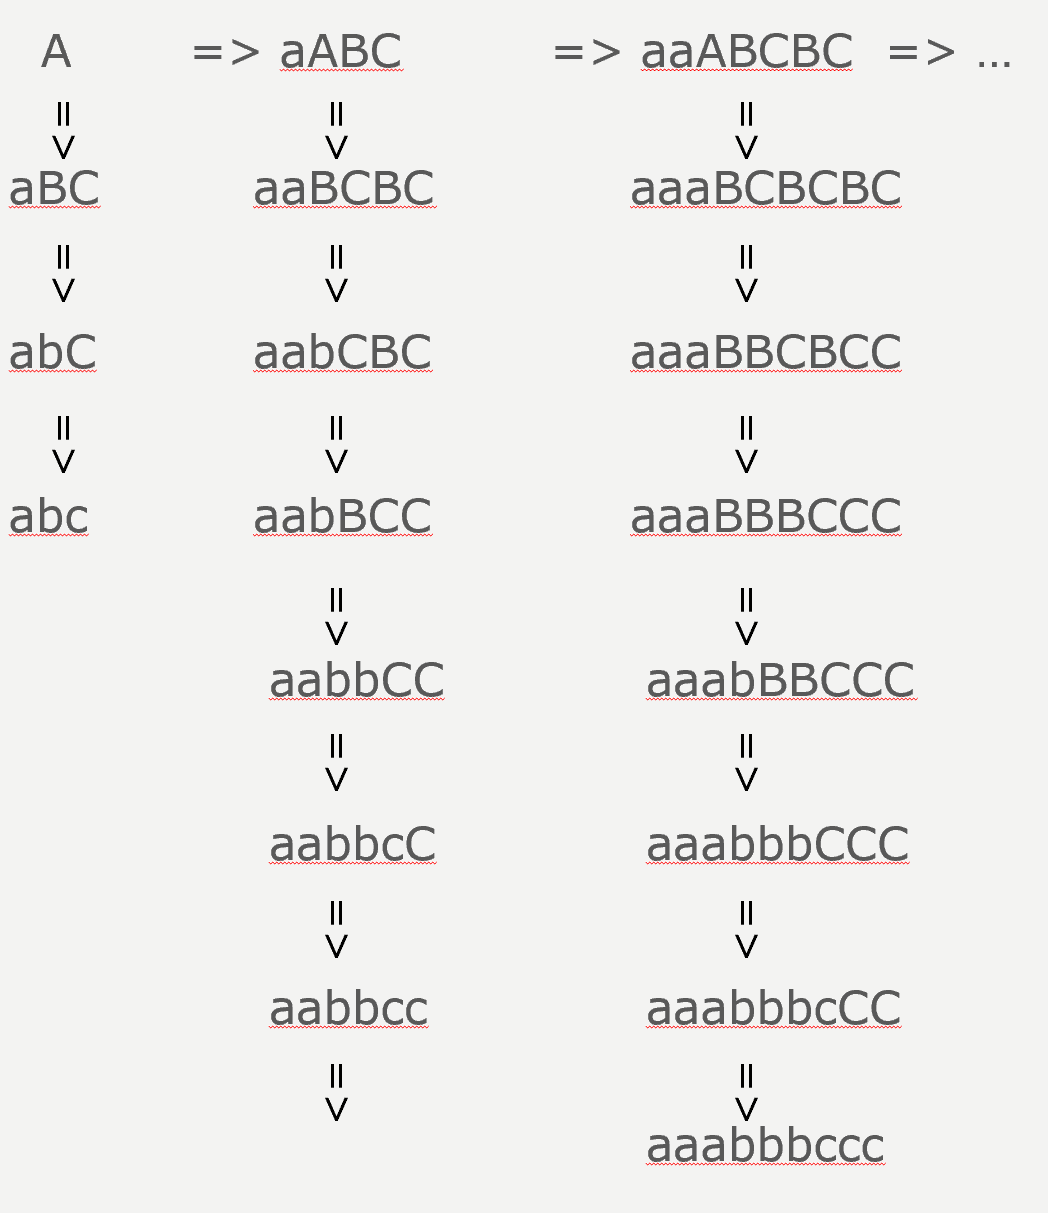 A => aABC => aaABCBC => ...
=> => =>
aBC aaBCBC aaaBCBCBC
=> => =>
abC aabCBC aaaBBCBCC
=> => =>
abc aabBCC aaaBBBCCC
=> =>
aabbCC aaabBBCCC
=> =>
aabbcC aaabbbCCC
=> =>
aabbcc aaabbbcCC
=> =>
aaabbbccc